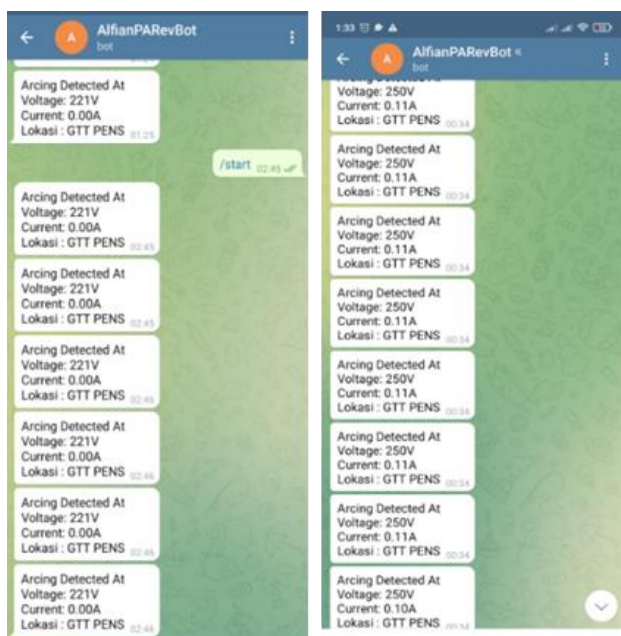 AlfianPARevBot
bot
Arcing Detected At
Voltage: 221V
Current: 0.00A
Lokasi : GTT PENS 01:25
/start 02:45
Arcing Detected At
Voltage: 221V
Current: 0.00A
Lokasi : GTT PENS 02:45
Arcing Detected At
Voltage: 221V
Current: 0.00A
Lokasi : GTT PENS 02:45
Arcing Detected At
Voltage: 221V
Current: 0.00A
Lokasi : GTT PENS 02:46
Arcing Detected At
Voltage: 221V
Current: 0.00A
Lokasi : GTT PENS 02:46
Arcing Detected At
Voltage: 221V
Current: 0.00A
Lokasi : GTT PENS 02:46
Arcing Detected At
Voltage: 221V
Current: 0.00A
Lokasi : GTT PENS 02:46
1:33
AlfianPARevBot
bot
Voltage: 250V
Current: 0.11A
Lokasi : GTT PENS 00:34
Arcing Detected At
Voltage: 250V
Current: 0.11A
Lokasi : GTT PENS 00:34
Arcing Detected At
Voltage: 250V
Current: 0.11A
Lokasi : GTT PENS 00:34
Arcing Detected At
Voltage: 250V
Current: 0.11A
Lokasi : GTT PENS 00:34
Arcing Detected At
Voltage: 250V
Current: 0.11A
Lokasi : GTT PENS 00:34
Arcing Detected At
Voltage: 250V
Current: 0.11A
Lokasi : GTT PENS 00:34
Arcing Detected At
Voltage: 250V
Current: 0.11A
Lokasi : GTT PENS 00:34
Arcing Detected At
Voltage: 250V
Current: 0.10A
Lokasi : GTT PENS 00:34